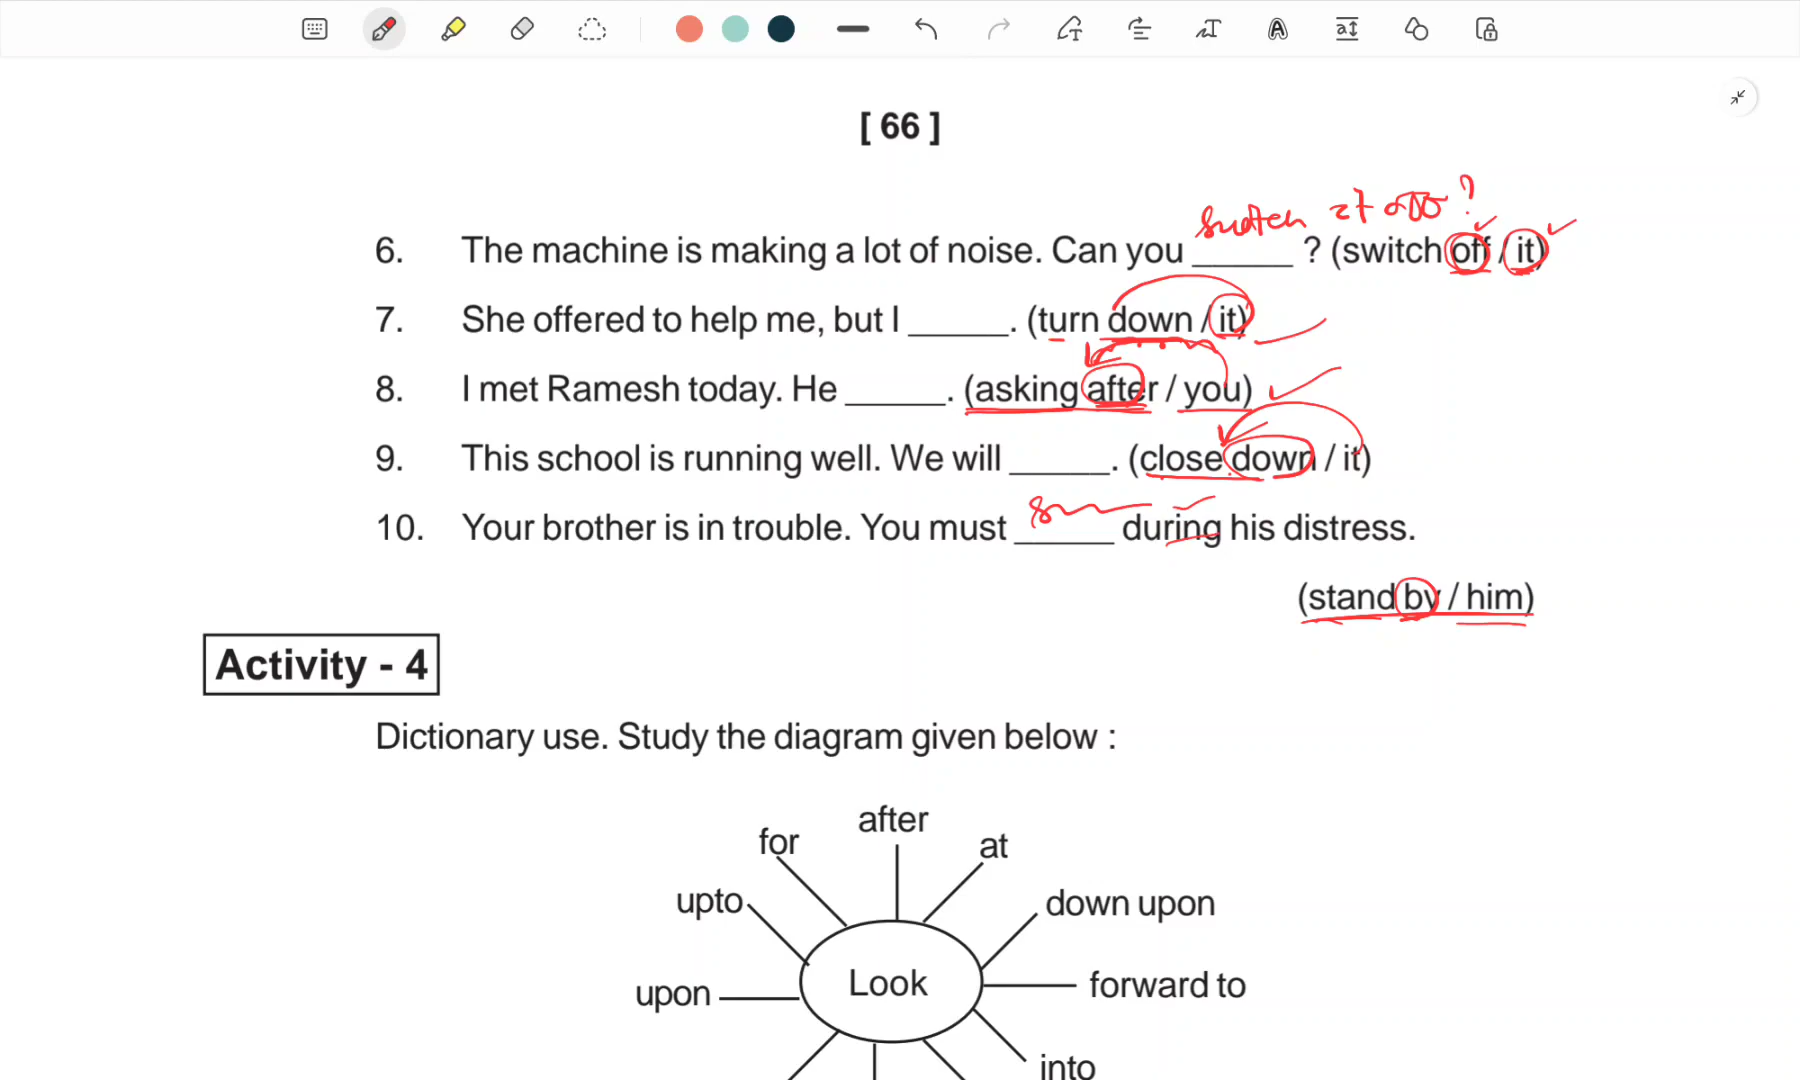 [ 66 ]
switch it off ?
6. The machine is making a lot of noise. Can you ______ ? (switch off / it)
7. She offered to help me, but I ______. (turn down / it)
8. I met Ramesh today. He ______. (asking after / you)
9. This school is running well. We will ______. (close down / it)
10. Your brother is in trouble. You must ______ during his distress.
(stand by / him)
Activity - 4
Dictionary use. Study the diagram given below :
after
for
at
upto
down upon
Look
forward to
upon
into